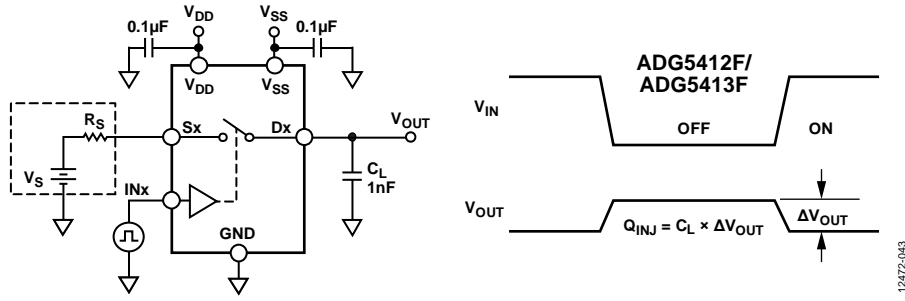 VDD
VSS
0.1µF
0.1µF
VDD
VSS
RS
Sx
Dx
VOUT
VS
CL
1nF
INx
GND
ADG5412F/
ADG5413F
VIN
OFF
ON
VOUT
QINJ = CL × ΔVOUT
ΔVOUT
12472-043